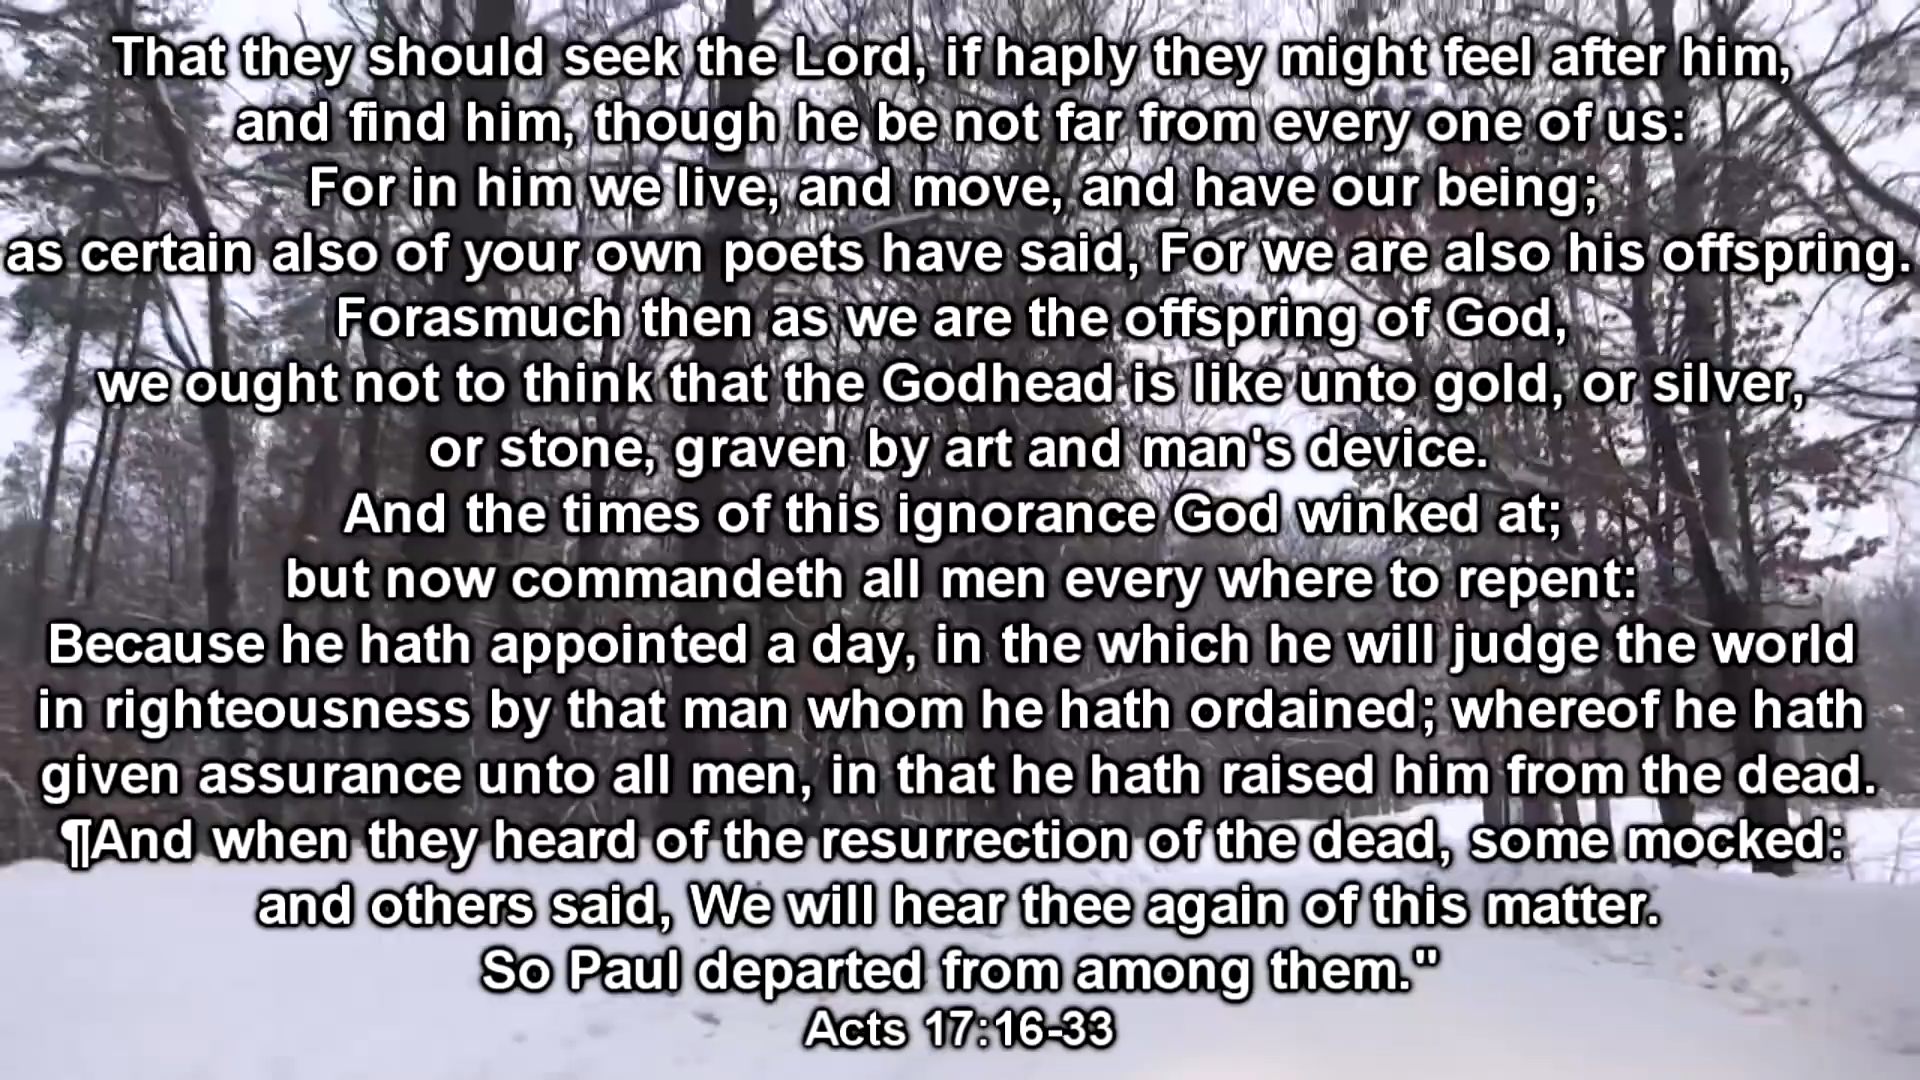 That they should seek the Lord, if haply they might feel after him,
and find him, though he be not far from every one of us:
For in him we live, and move, and have our being;
as certain also of your own poets have said, For we are also his offspring.
Forasmuch then as we are the offspring of God,
we ought not to think that the Godhead is like unto gold, or silver,
or stone, graven by art and man's device.
And the times of this ignorance God winked at;
but now commandeth all men every where to repent:
Because he hath appointed a day, in the which he will judge the world
in righteousness by that man whom he hath ordained; whereof he hath
given assurance unto all men, in that he hath raised him from the dead.
¶And when they heard of the resurrection of the dead, some mocked:
and others said, We will hear thee again of this matter.
So Paul departed from among them."
Acts 17:16-33